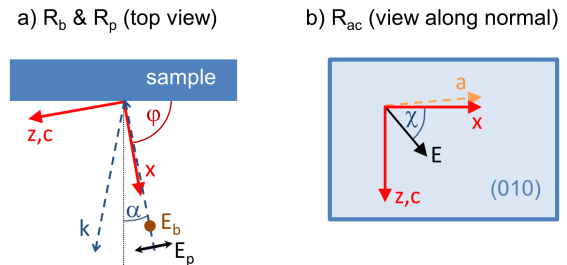 a) R_b & R_p (top view)
sample
φ
z,c
x
k
α
E_b
E_p
b) R_ac (view along normal)
a
x
χ
E
z,c
(010)